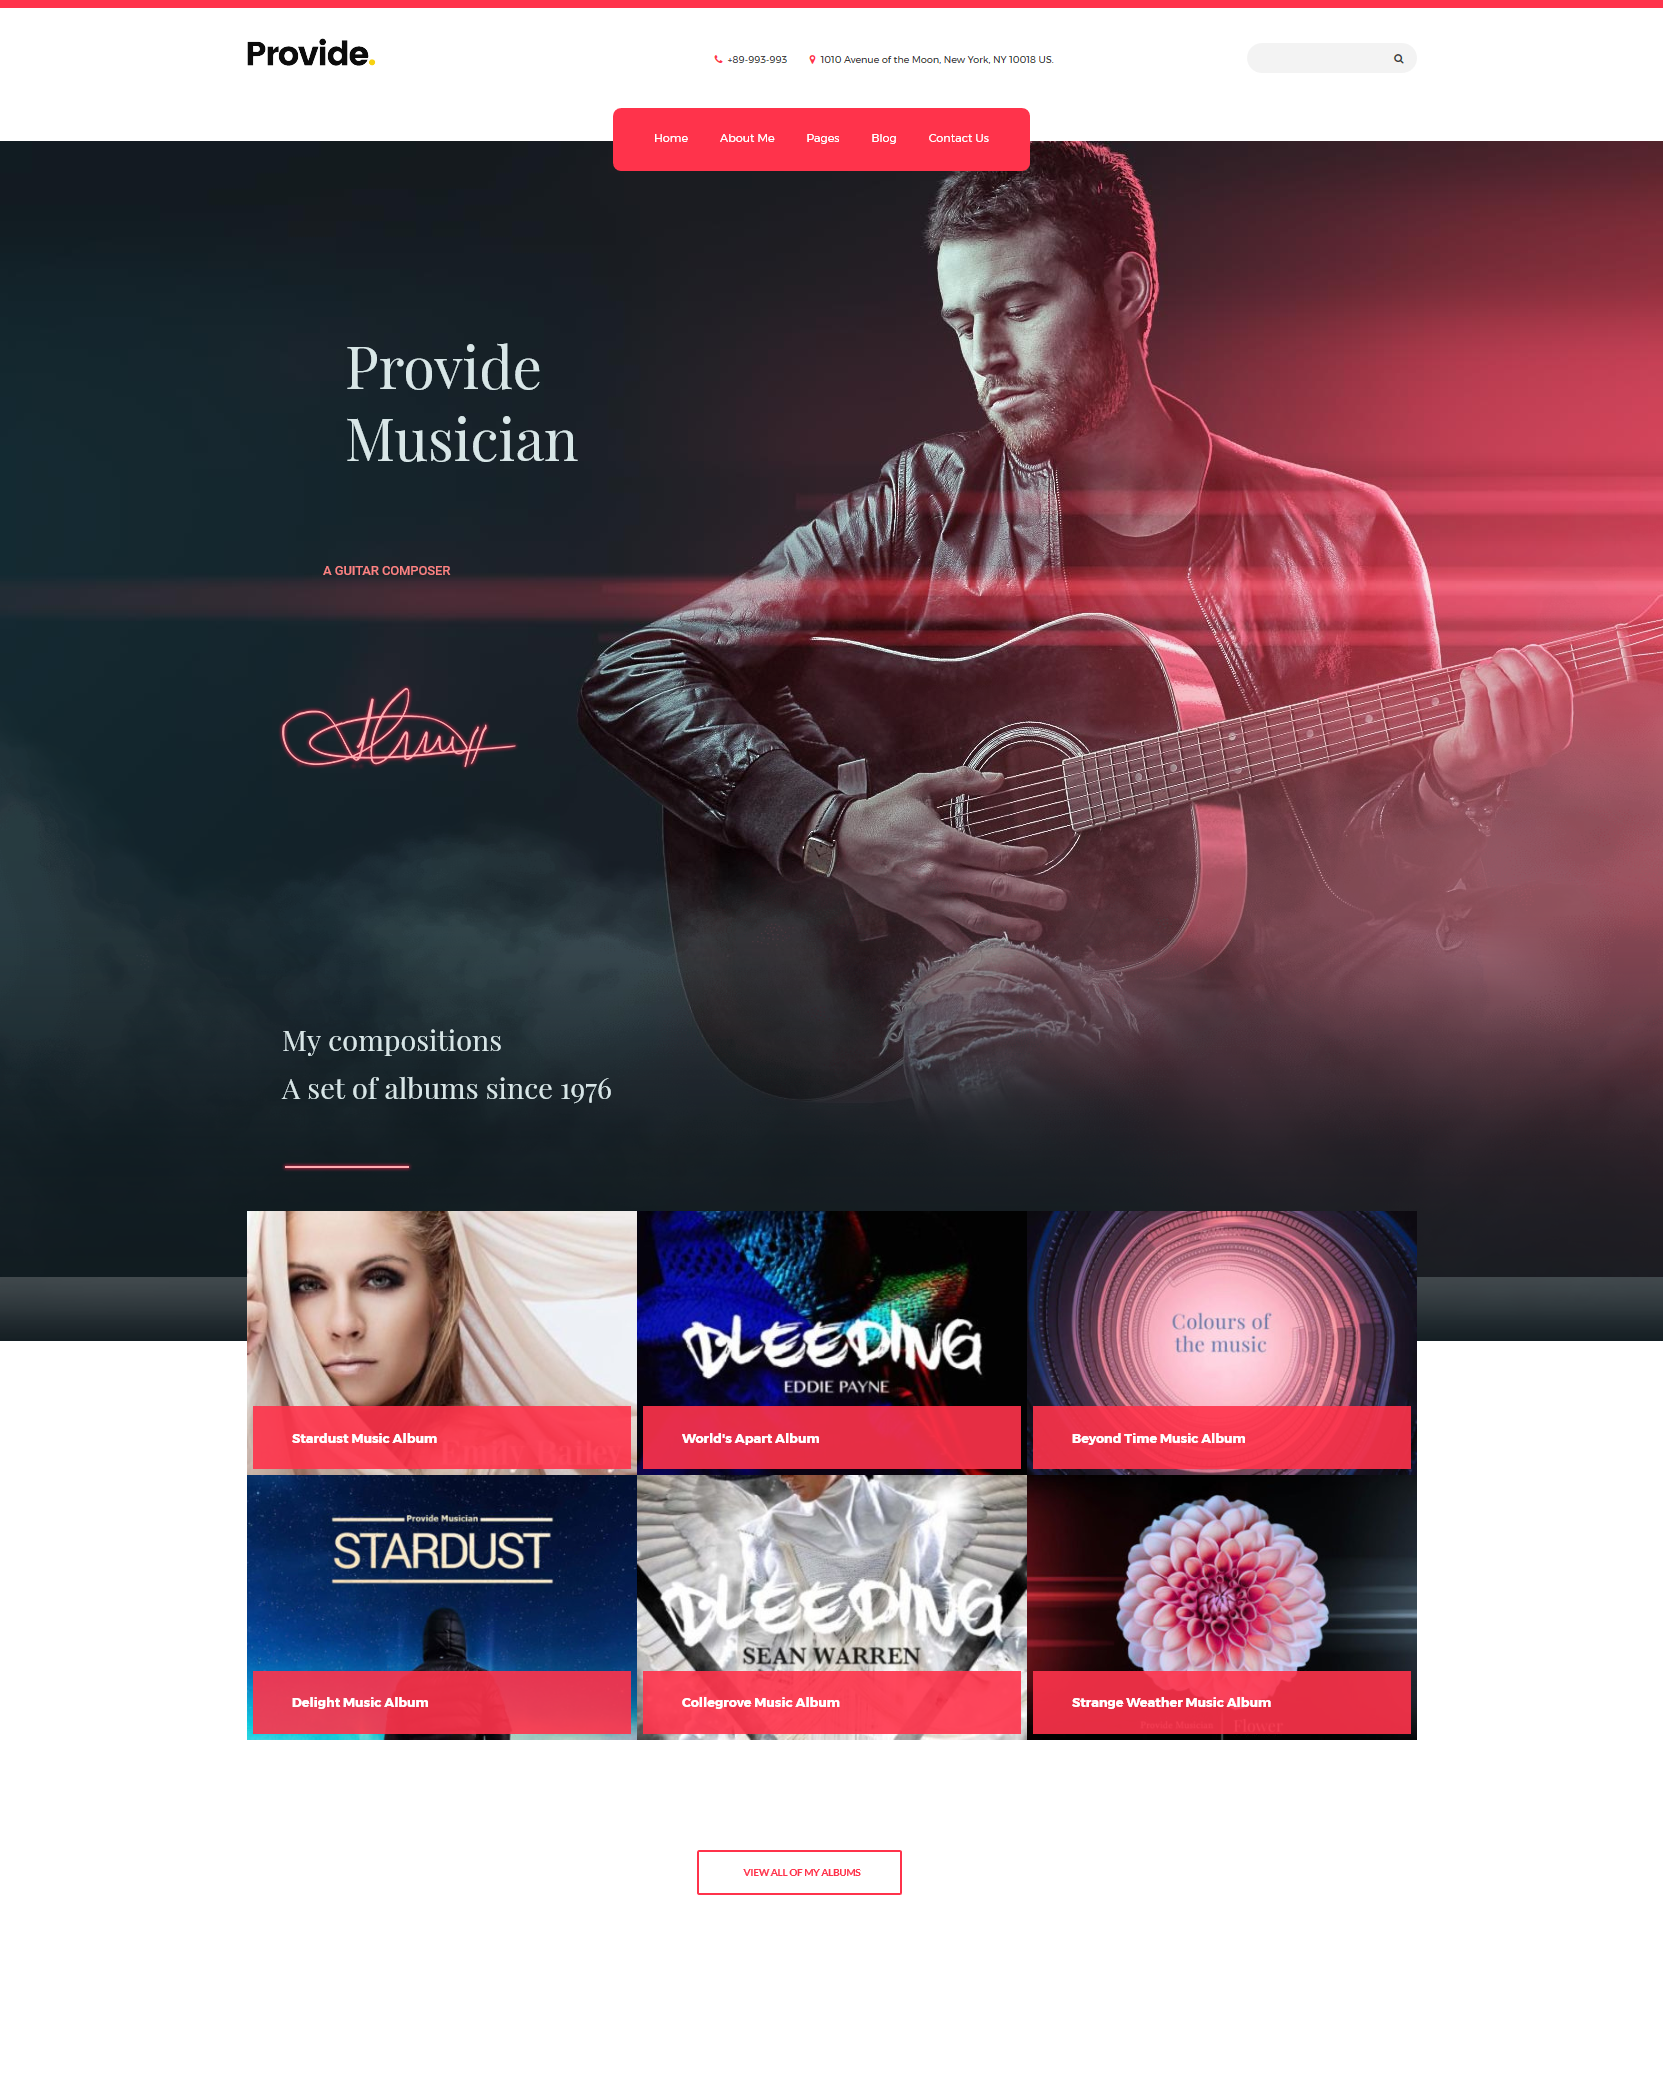 Provide.
+89-993-993
1010 Avenue of the Moon, New York, NY 10018 US.
Home
About Me
Pages
Blog
Contact Us
Provide
Musician
A GUITAR COMPOSER
My compositions
A set of albums since 1976
Emily Bailey
Stardust Music Album
BLEEDING
EDDIE PAYNE
World's Apart Album
Colours of
the music
Beyond Time Music Album
Provide Musician
STARDUST
Delight Music Album
BLEEDING
SEAN WARREN
Collegrove Music Album
Strange Weather Music Album
Provide Musician
Flower
VIEW ALL OF MY ALBUMS